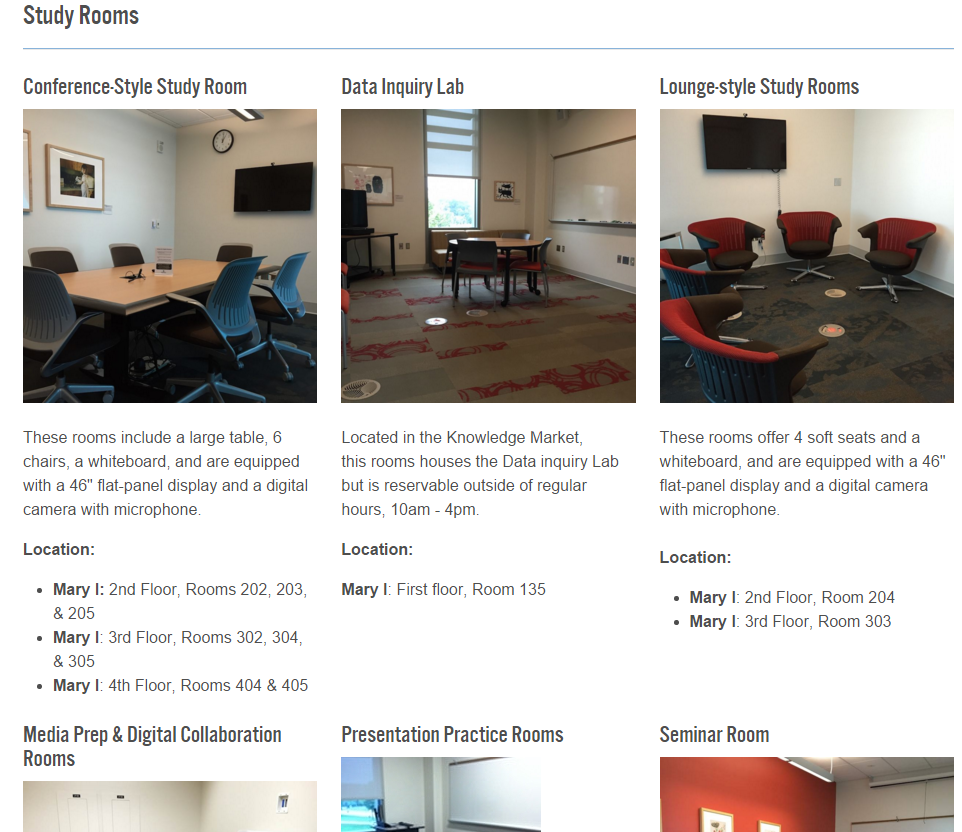 Study Rooms
Conference-Style Study Room
These rooms include a large table, 6
chairs, a whiteboard, and are equipped
with a 46" flat-panel display and a digital
camera with microphone.
Location:
Mary I: 2nd Floor, Rooms 202, 203,
& 205
Mary I: 3rd Floor, Rooms 302, 304,
& 305
Mary I: 4th Floor, Rooms 404 & 405
Data Inquiry Lab
Located in the Knowledge Market,
this rooms houses the Data inquiry Lab
but is reservable outside of regular
hours, 10am - 4pm.
Location:
Mary I: First floor, Room 135
Lounge-style Study Rooms
These rooms offer 4 soft seats and a
whiteboard, and are equipped with a 46"
flat-panel display and a digital camera
with microphone.
Location:
Mary I: 2nd Floor, Room 204
Mary I: 3rd Floor, Room 303
Media Prep & Digital Collaboration
Rooms
Presentation Practice Rooms
Seminar Room